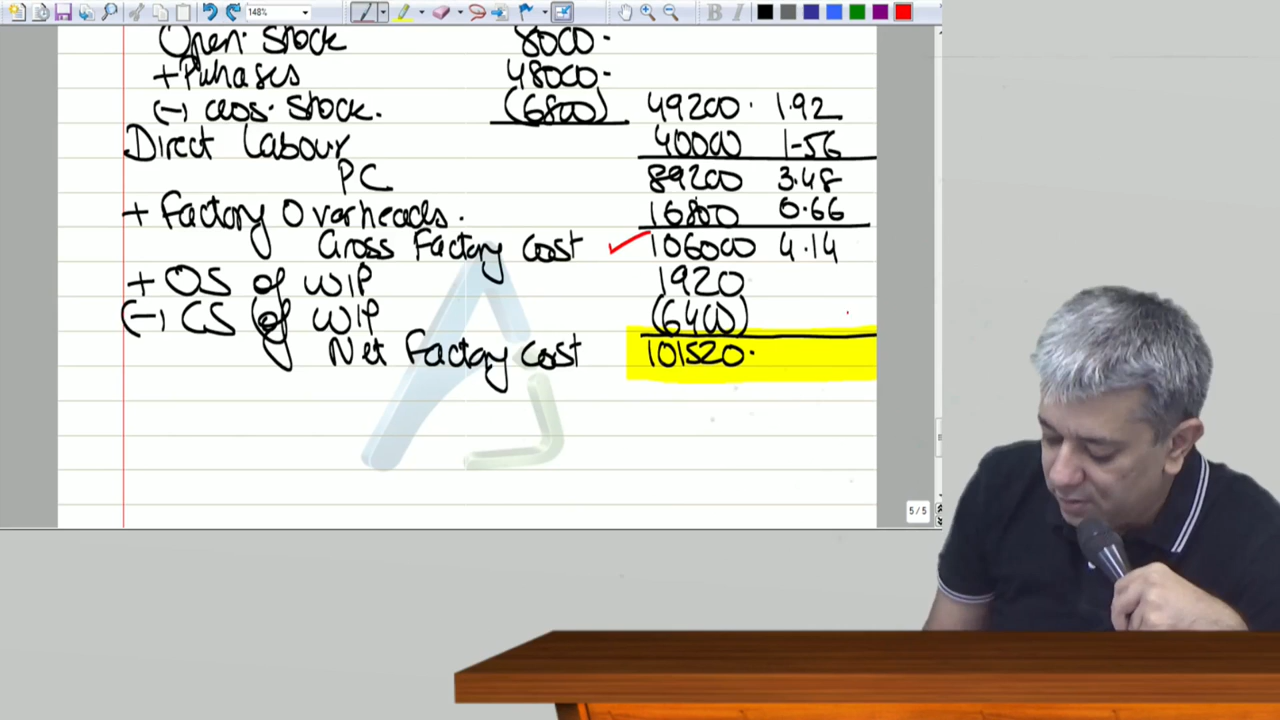 148%
B I
Open. Stock 8000.
+Puhases 48000.
(-) clos. Stock. (6800) 49200. 1.92
Direct Labour 40000 1-56
PC 89200 3.48
+ Factory Overheads. 16800 0.66
Gross Factory cost 106000 4.14
+ OS of WIP 1920
(-) CS of WIP (6400)
Net Factory cost 101520.
5 / 5